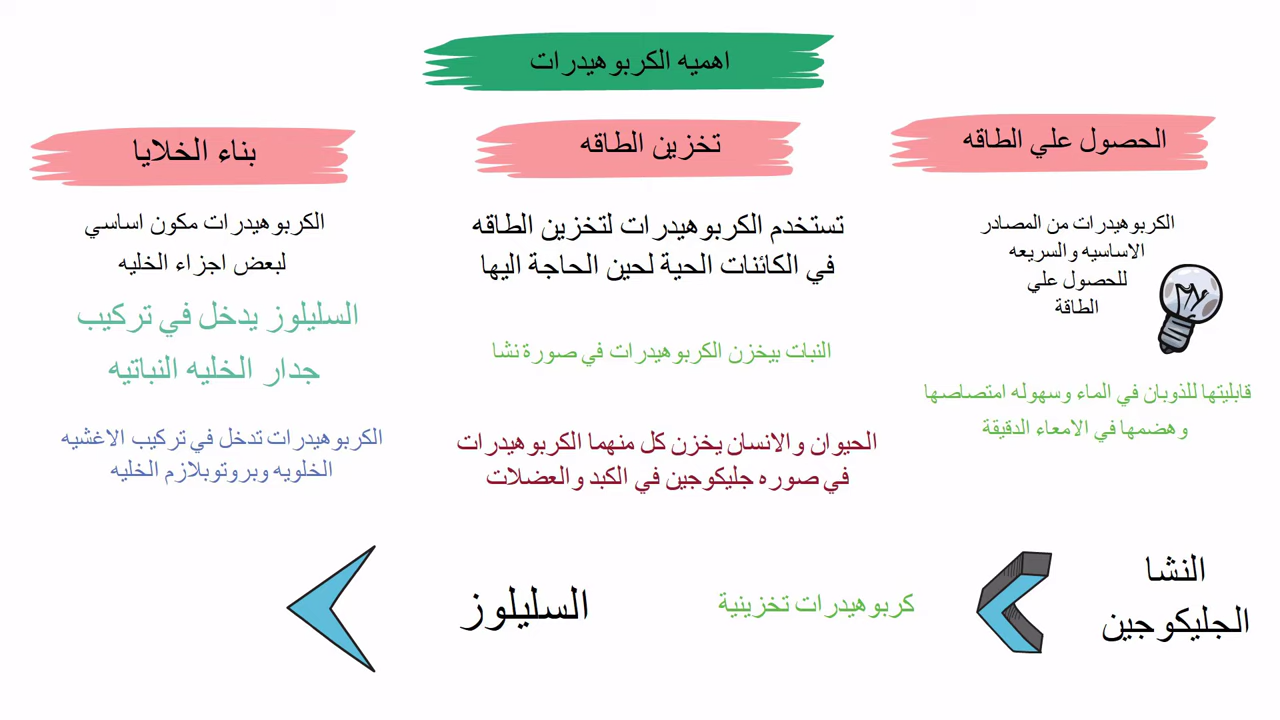 اهميه الكربوهيدرات
الحصول علي الطاقه
الكربوهيدرات من المصادر
الاساسيه والسريعه
للحصول علي
الطاقة
قابليتها للذوبان في الماء وسهوله امتصاصها
وهضمها في الامعاء الدقيقة
تخزين الطاقه
تستخدم الكربوهيدرات لتخزين الطاقه
في الكائنات الحية لحين الحاجة اليها
النبات بيخزن الكربوهيدرات في صورة نشا
الحيوان والانسان يخزن كل منهما الكربوهيدرات
في صوره جليكوجين في الكبد والعضلات
بناء الخلايا
الكربوهيدرات مكون اساسي
لبعض اجزاء الخليه
السليلوز يدخل في تركيب
جدار الخليه النباتيه
الكربوهيدرات تدخل في تركيب الاغشيه
الخلويه وبروتوبلازم الخليه
النشا
الجليكوجين
كربوهيدرات تخزينية
السليلوز